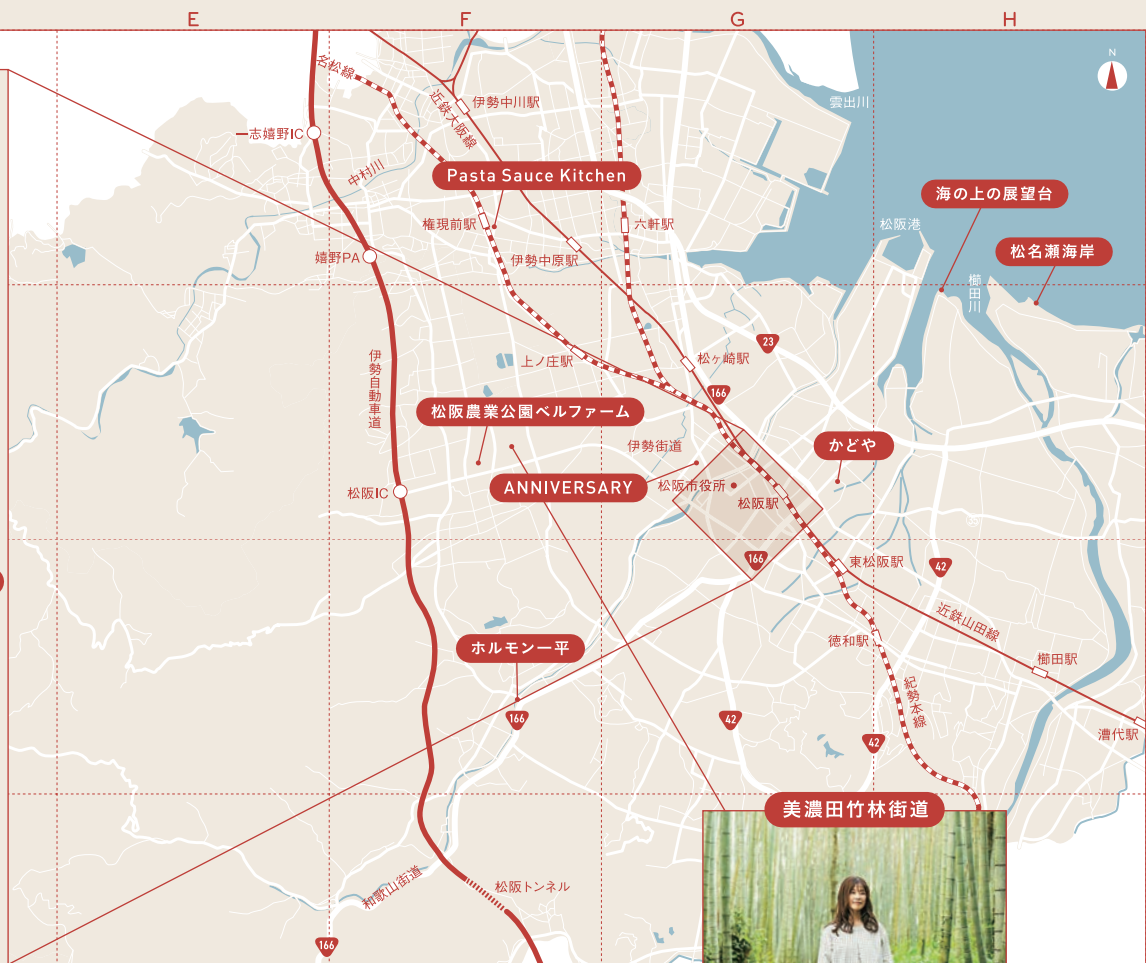 E
F
G
H
N
名松線
近鉄大阪線
伊勢中川駅
雲出川
一志嬉野IC
中村川
Pasta Sauce Kitchen
海の上の展望台
権現前駅
六軒駅
松阪港
松名瀬海岸
嬉野PA
伊勢中原駅
櫛田川
23
伊勢自動車道
上ノ庄駅
松ヶ崎駅
166
松阪農業公園ベルファーム
伊勢街道
かどや
ANNIVERSARY
松阪市役所
松阪IC
松阪駅
166
東松阪駅
42
近鉄山田線
徳和駅
ホルモン一平
櫛田駅
紀勢本線
166
42
42
漕代駅
美濃田竹林街道
和歌山街道
松阪トンネル
166